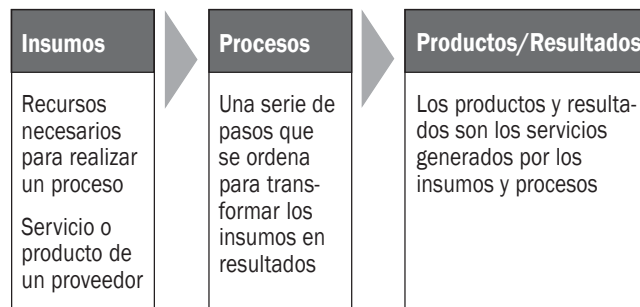 Insumos
Recursos
necesarios
para realizar
un proceso
Servicio o
producto de
un proveedor
Procesos
Una serie de
pasos que
se ordena
para trans-
formar los
insumos en
resultados
Productos/Resultados
Los productos y resulta-
dos son los servicios
generados por los
insumos y procesos